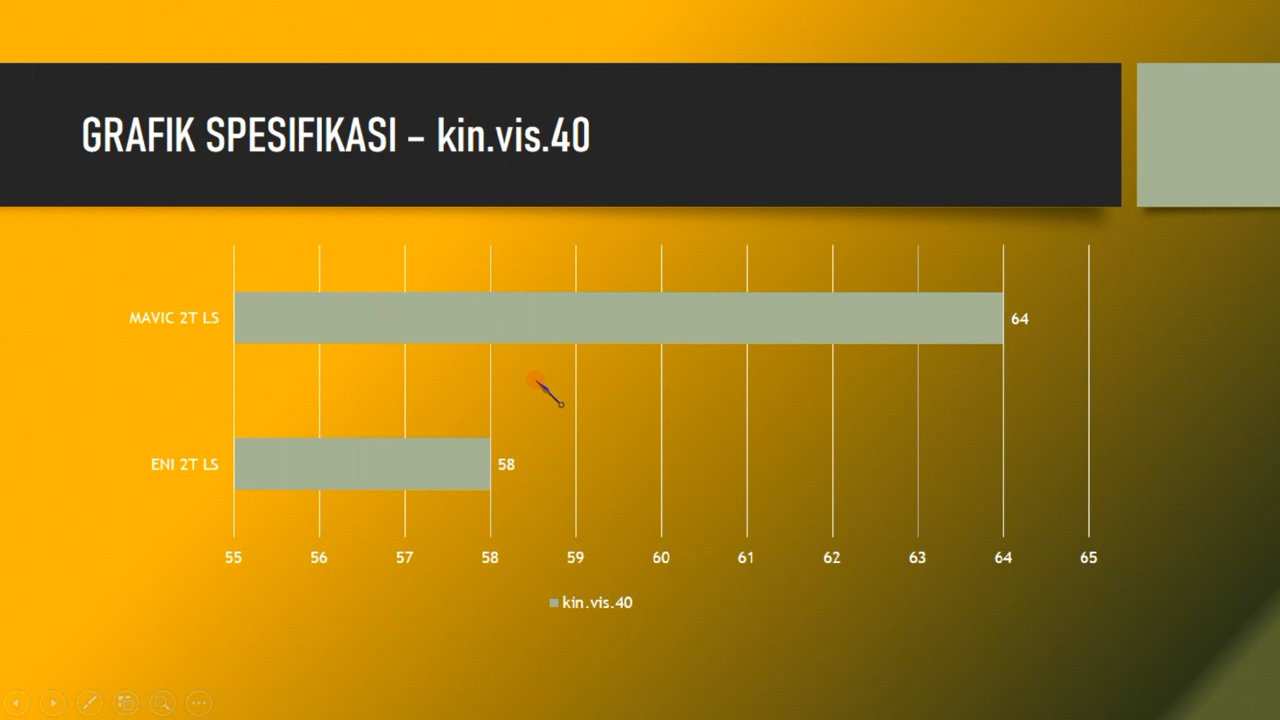 GRAFIK SPESIFIKASI – kin.vis.40
MAVIC 2T LS
64
ENI 2T LS
58
55 56 57 58 59 60 61 62 63 64 65
kin.vis.40